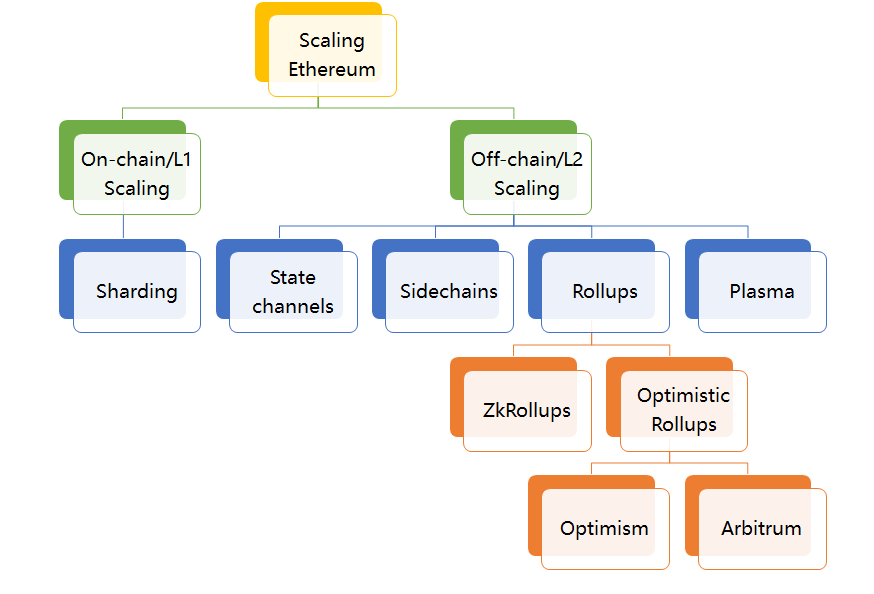 Scaling
Ethereum
On-chain/L1
Scaling
Off-chain/L2
Scaling
Sharding
State
channels
Sidechains
Rollups
Plasma
ZkRollups
Optimistic
Rollups
Optimism
Arbitrum